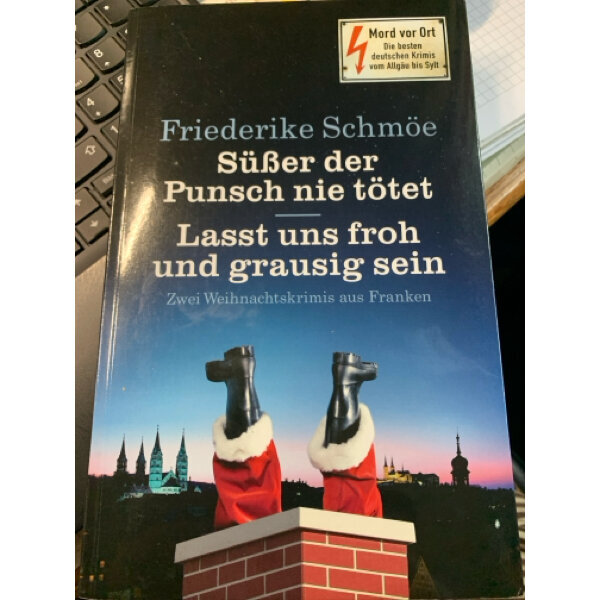 Mord vor Ort
Die besten
deutschen Krimis
vom Allgäu bis Sylt
Friederike Schmöe
Süßer der
Punsch nie tötet
Lasst uns froh
und grausig sein
Zwei Weihnachtskrimis aus Franken